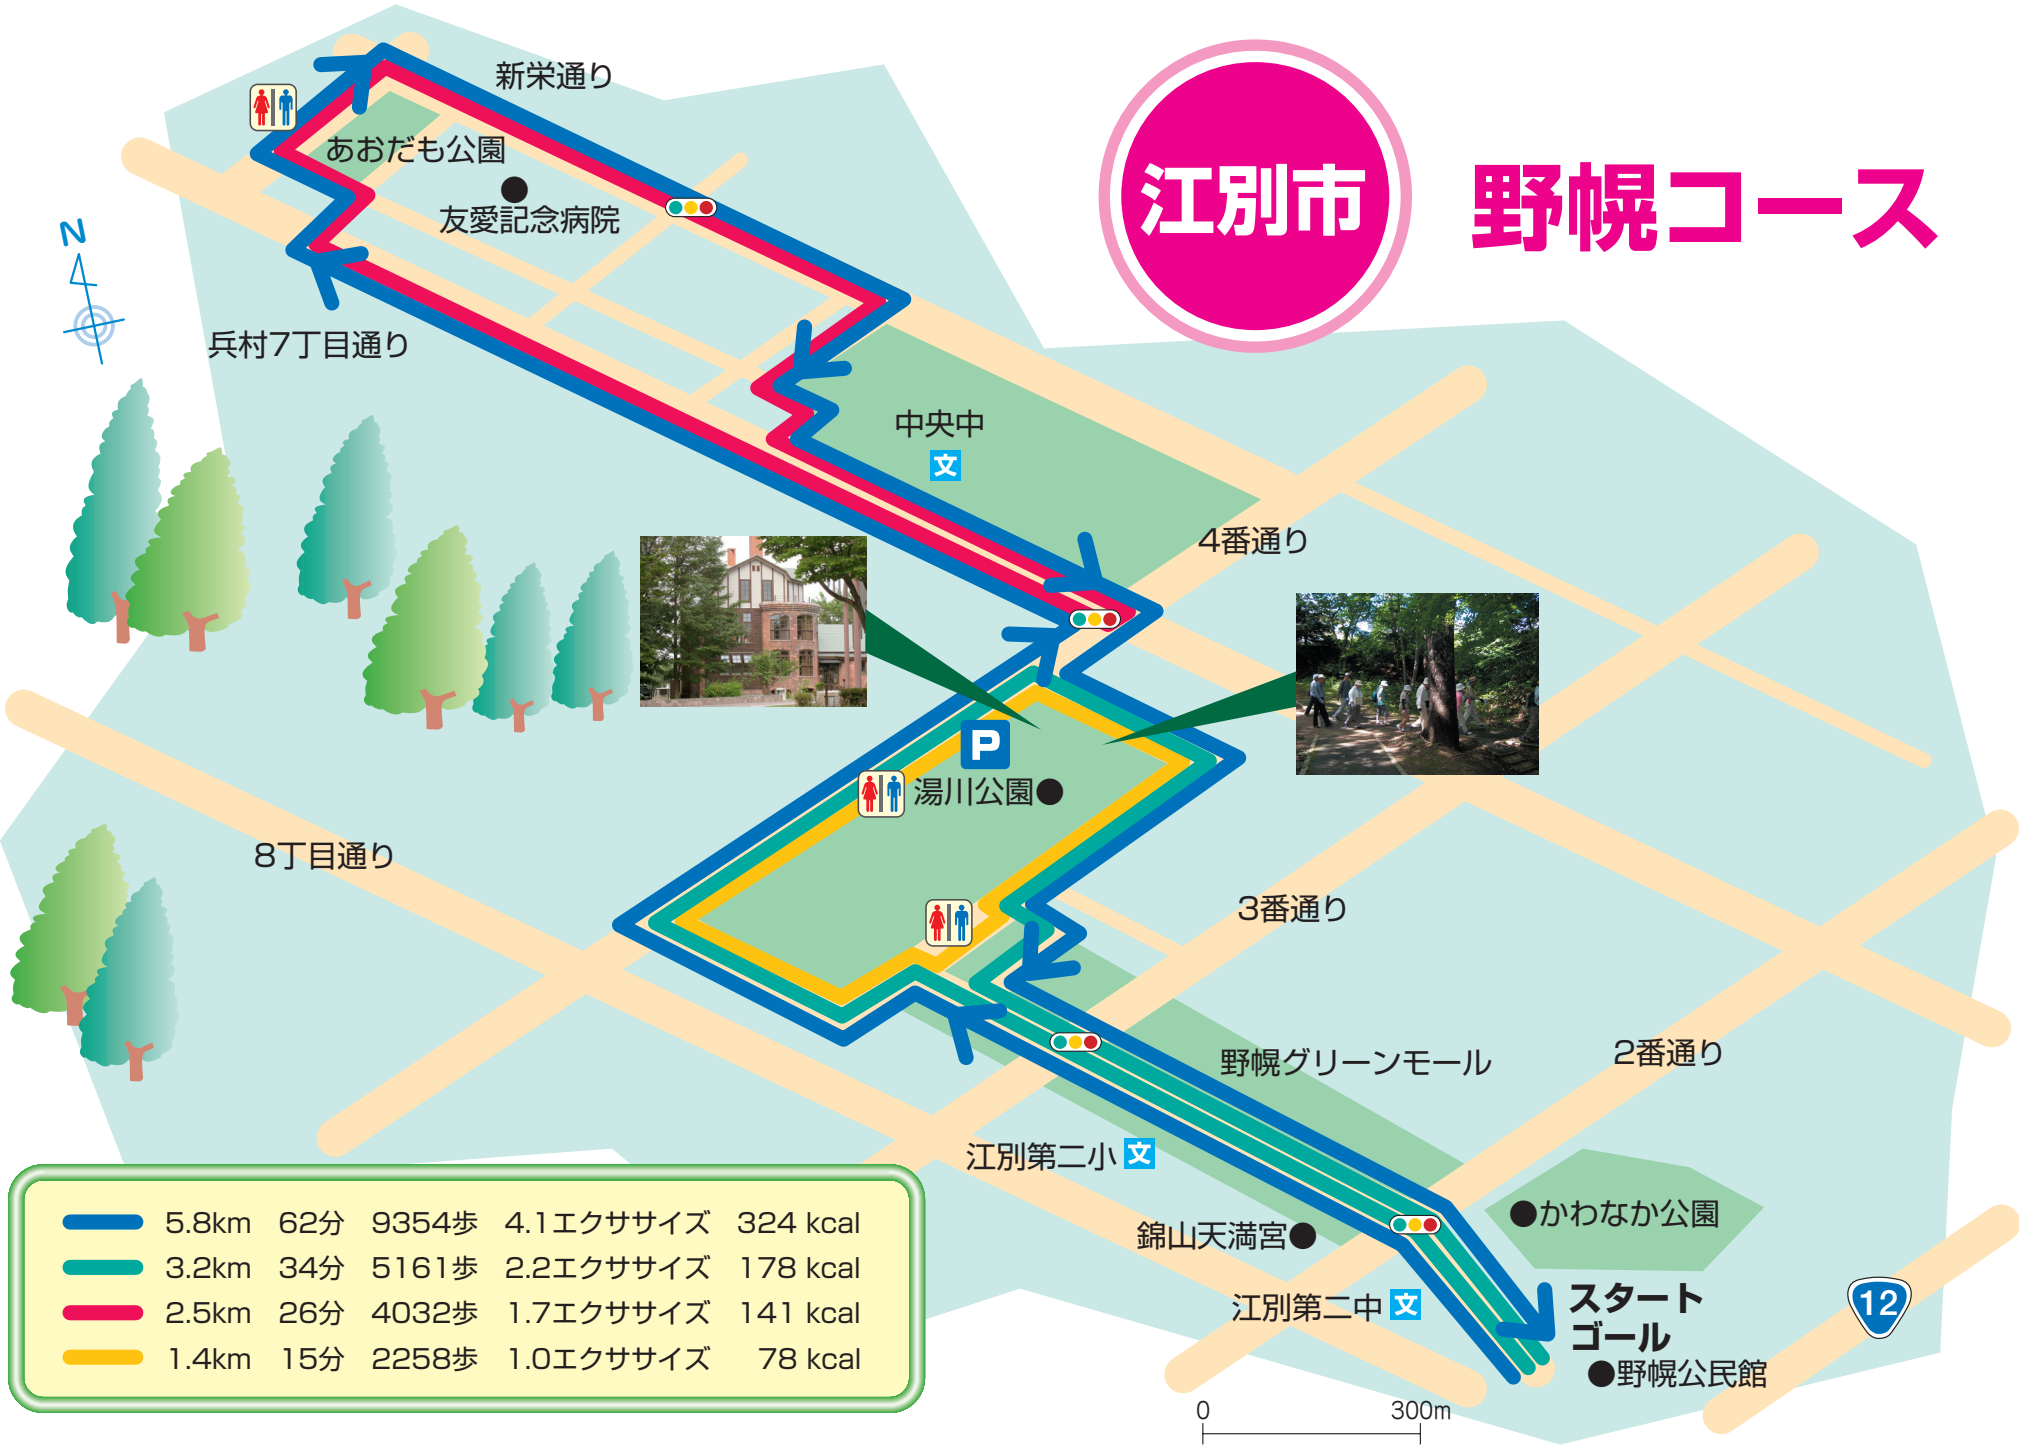 江別市
野幌コース
新栄通り
あおだも公園
友愛記念病院
N
兵村7丁目通り
中央中
文
4番通り
P
湯川公園
8丁目通り
3番通り
野幌グリーンモール
2番通り
江別第二小 文
錦山天満宮
かわなか公園
江別第二中 文
スタート
ゴール
12
野幌公民館
0 300m
5.8km 62分 9354歩 4.1エクササイズ 324 kcal
3.2km 34分 5161歩 2.2エクササイズ 178 kcal
2.5km 26分 4032歩 1.7エクササイズ 141 kcal
1.4km 15分 2258歩 1.0エクササイズ 78 kcal